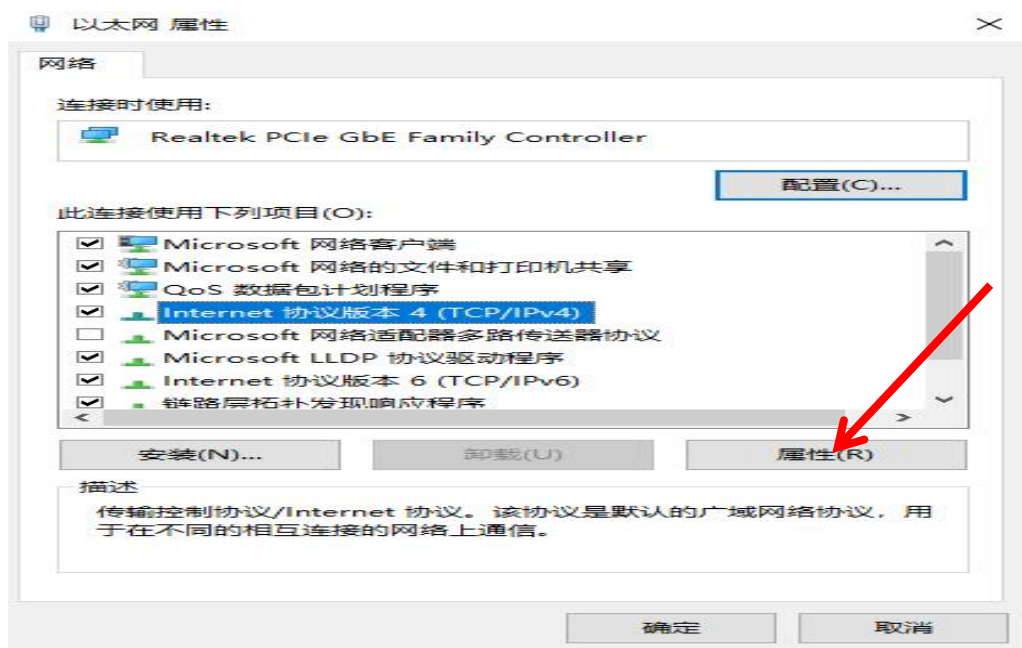 以太网 属性
网络
连接时使用:
Realtek PCIe GbE Family Controller
配置(C)...
此连接使用下列项目(O):
Microsoft 网络客户端
Microsoft 网络的文件和打印机共享
QoS 数据包计划程序
Internet 协议版本 4 (TCP/IPv4)
Microsoft 网络适配器多路传送器协议
Microsoft LLDP 协议驱动程序
Internet 协议版本 6 (TCP/IPv6)
链路层拓扑发现响应程序
安装(N)... 卸载(U) 属性(R)
描述
传输控制协议/Internet 协议。该协议是默认的广域网络协议，用
于在不同的相互连接的网络上通信。
确定 取消